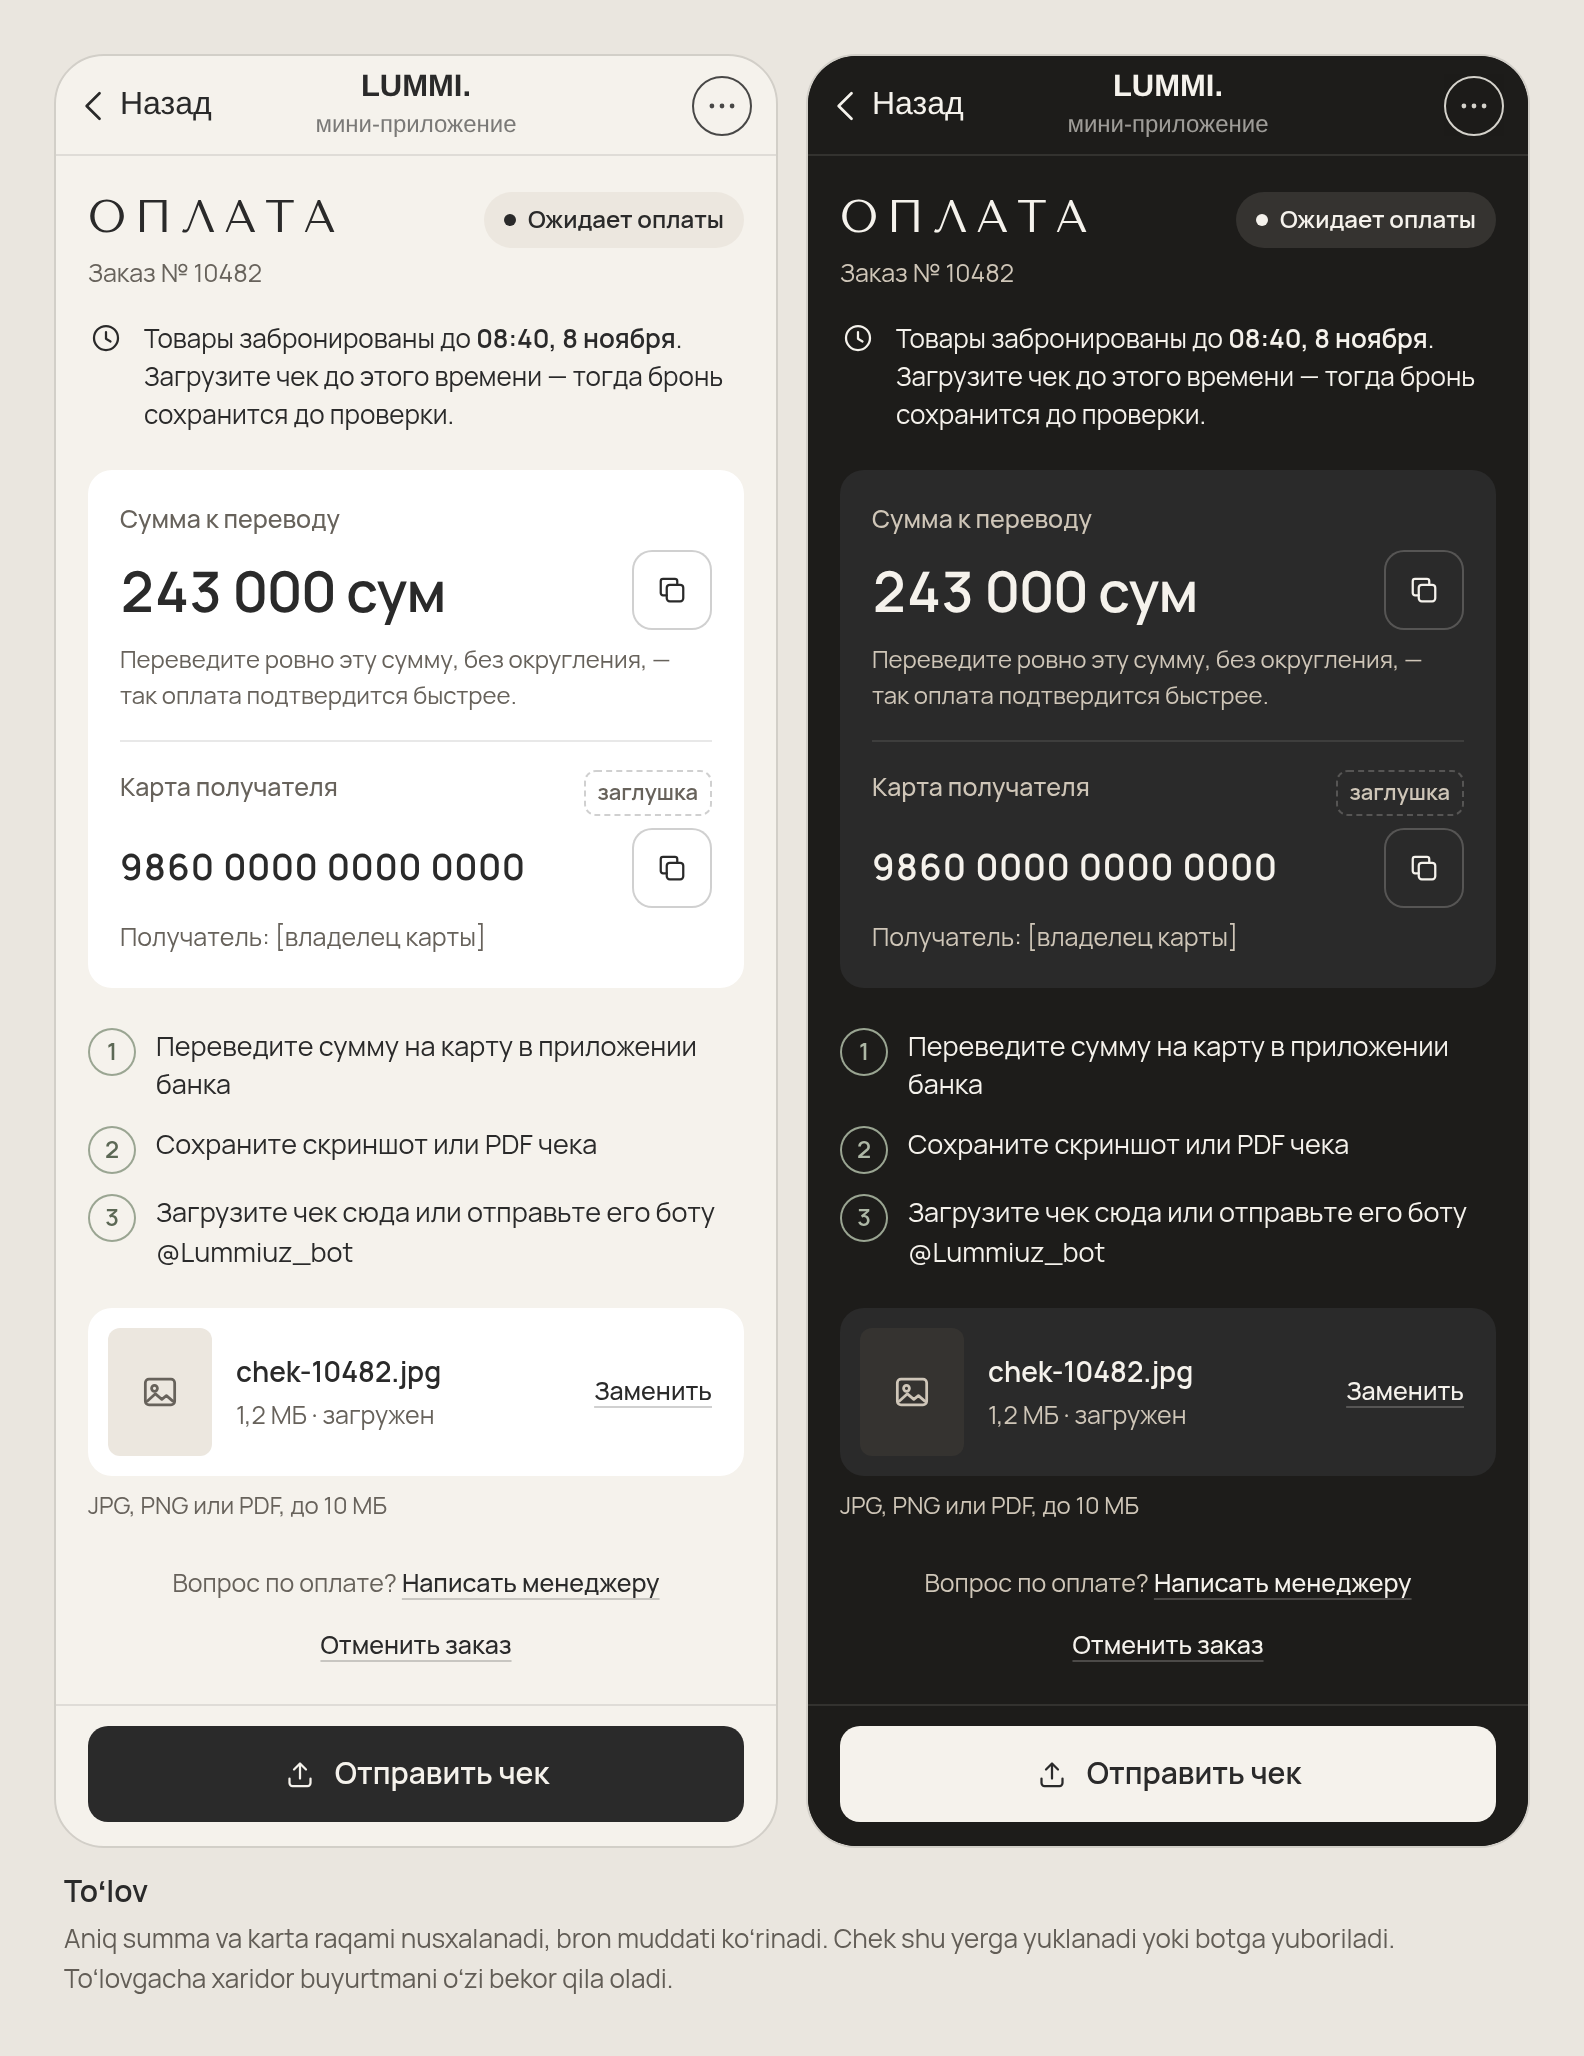 Назад
LUMMI.
мини-приложение
ОПЛАТА
Ожидает оплаты
Заказ № 10482
Товары забронированы до 08:40, 8 ноября.
Загрузите чек до этого времени — тогда бронь
сохранится до проверки.
Сумма к переводу
243 000 сум
Переведите ровно эту сумму, без округления, —
так оплата подтвердится быстрее.
Карта получателя
заглушка
9860 0000 0000 0000
Получатель: [владелец карты]
1 Переведите сумму на карту в приложении
банка
2 Сохраните скриншот или PDF чека
3 Загрузите чек сюда или отправьте его боту
@Lummiuz_bot
chek-10482.jpg
1,2 МБ · загружен
Заменить
JPG, PNG или PDF, до 10 МБ
Вопрос по оплате? Написать менеджеру
Отменить заказ
Отправить чек
Назад
LUMMI.
мини-приложение
ОПЛАТА
Ожидает оплаты
Заказ № 10482
Товары забронированы до 08:40, 8 ноября.
Загрузите чек до этого времени — тогда бронь
сохранится до проверки.
Сумма к переводу
243 000 сум
Переведите ровно эту сумму, без округления, —
так оплата подтвердится быстрее.
Карта получателя
заглушка
9860 0000 0000 0000
Получатель: [владелец карты]
1 Переведите сумму на карту в приложении
банка
2 Сохраните скриншот или PDF чека
3 Загрузите чек сюда или отправьте его боту
@Lummiuz_bot
chek-10482.jpg
1,2 МБ · загружен
Заменить
JPG, PNG или PDF, до 10 МБ
Вопрос по оплате? Написать менеджеру
Отменить заказ
Отправить чек
Toʻlov
Aniq summa va karta raqami nusxalanadi, bron muddati koʻrinadi. Chek shu yerga yuklanadi yoki botga yuboriladi.
Toʻlovgacha xaridor buyurtmani oʻzi bekor qila oladi.